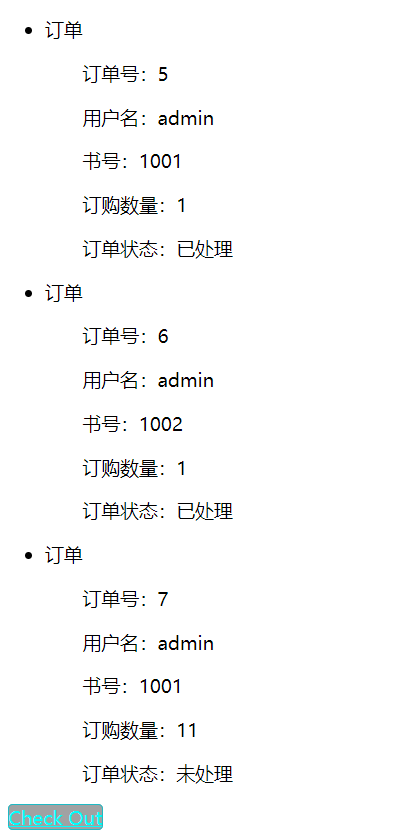 订单
订单号：5
用户名：admin
书号：1001
订购数量：1
订单状态：已处理
订单
订单号：6
用户名：admin
书号：1002
订购数量：1
订单状态：已处理
订单
订单号：7
用户名：admin
书号：1001
订购数量：11
订单状态：未处理
Check Out